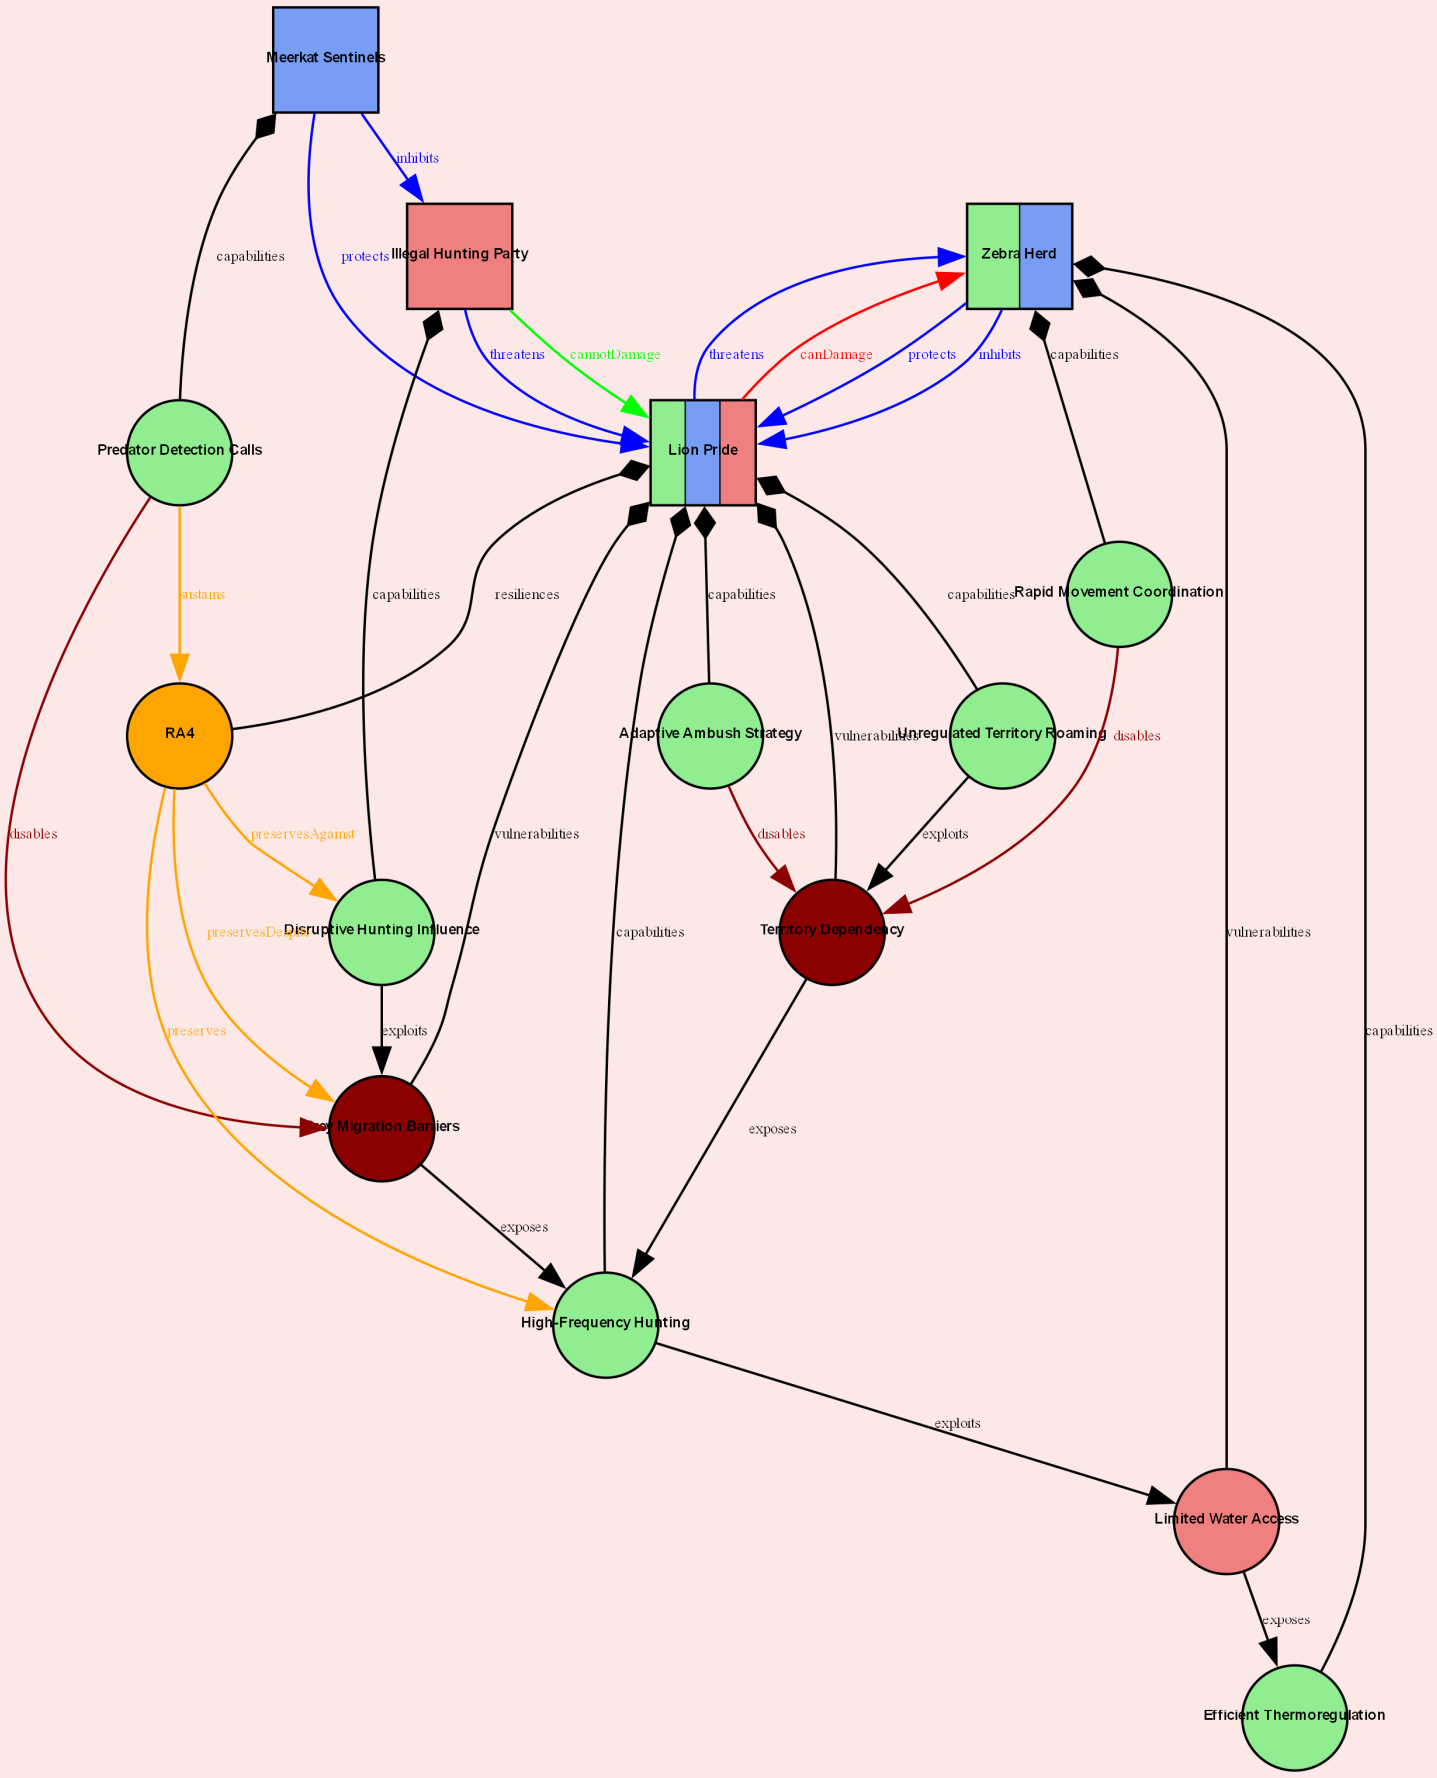 Meerkat Sentinels
inhibits
capabilities
protects
Illegal Hunting Party
Zebra Herd
threatens
cannotDamage
threatens
canDamage
protects
inhibits
capabilities
Predator Detection Calls
Lion Pride
sustains
capabilities
resiliences
capabilities
capabilities
Rapid Movement Coordination
RA4
Adaptive Ambush Strategy
vulnerabilities
Unregulated Territory Roaming
disables
disables
preservesAgainst
vulnerabilities
disables
exploits
preservesDespite
Disruptive Hunting Influence
capabilities
Territory Dependency
vulnerabilities
preserves
exploits
capabilities
Migration Barriers
exposes
exposes
High-Frequency Hunting
exploits
Limited Water Access
exposes
Efficient Thermoregulation